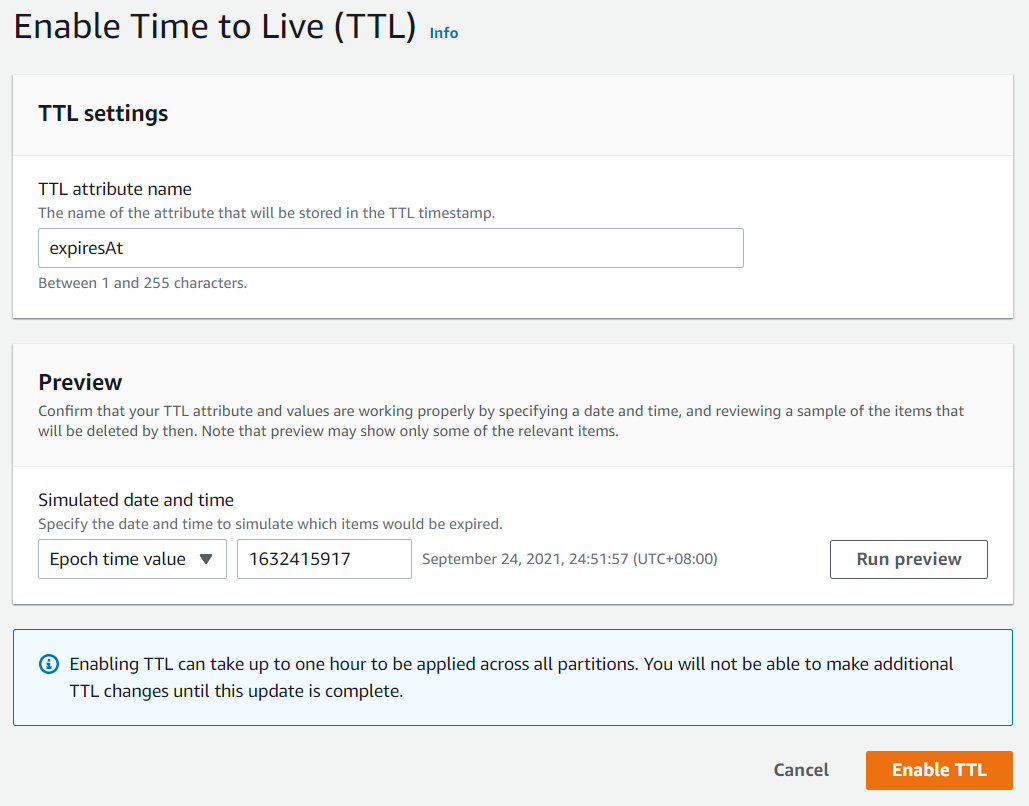 Enable Time to Live (TTL) Info
TTL settings
TTL attribute name
The name of the attribute that will be stored in the TTL timestamp.
expiresAt
Between 1 and 255 characters.
Preview
Confirm that your TTL attribute and values are working properly by specifying a date and time, and reviewing a sample of the items that
will be deleted by then. Note that preview may show only some of the relevant items.
Simulated date and time
Specify the date and time to simulate which items would be expired.
Epoch time value 1632415917 September 24, 2021, 24:51:57 (UTC+08:00) Run preview
Enabling TTL can take up to one hour to be applied across all partitions. You will not be able to make additional
TTL changes until this update is complete.
Cancel Enable TTL